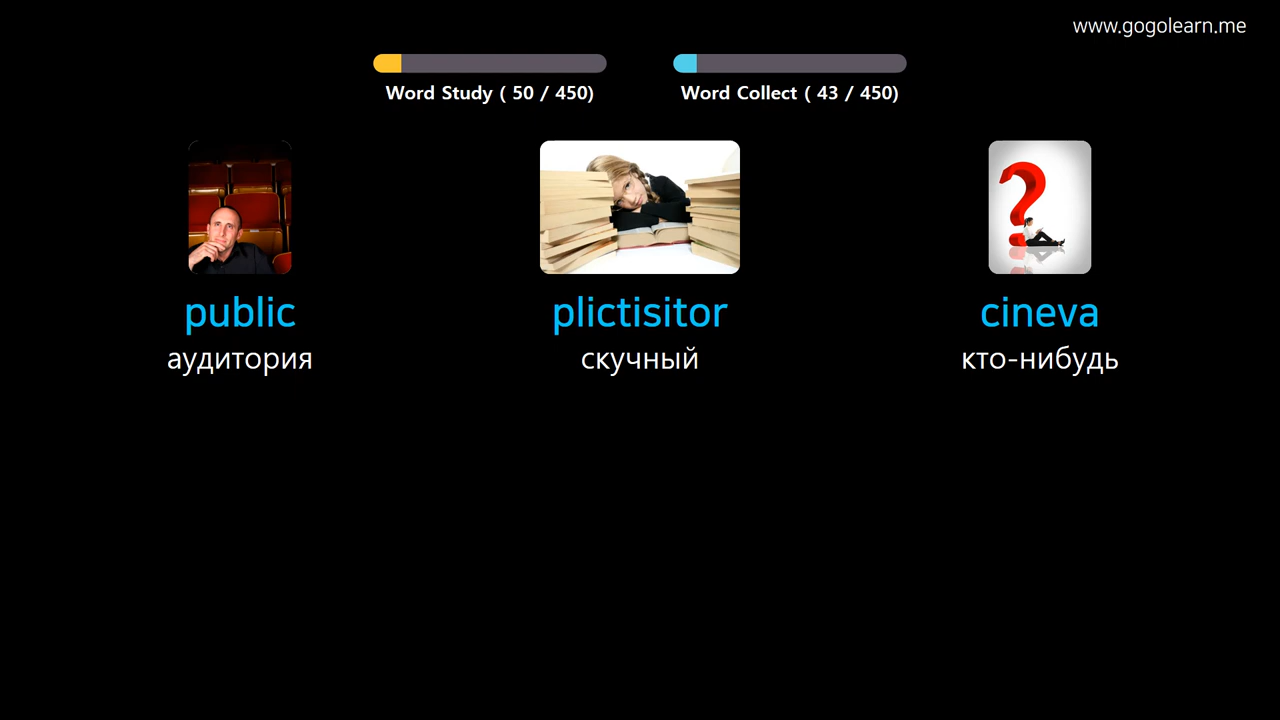 www.gogolearn.me
Word Study ( 50 / 450)
Word Collect ( 43 / 450)
public
plictisitor
cineva
аудитория
скучный
кто-нибудь